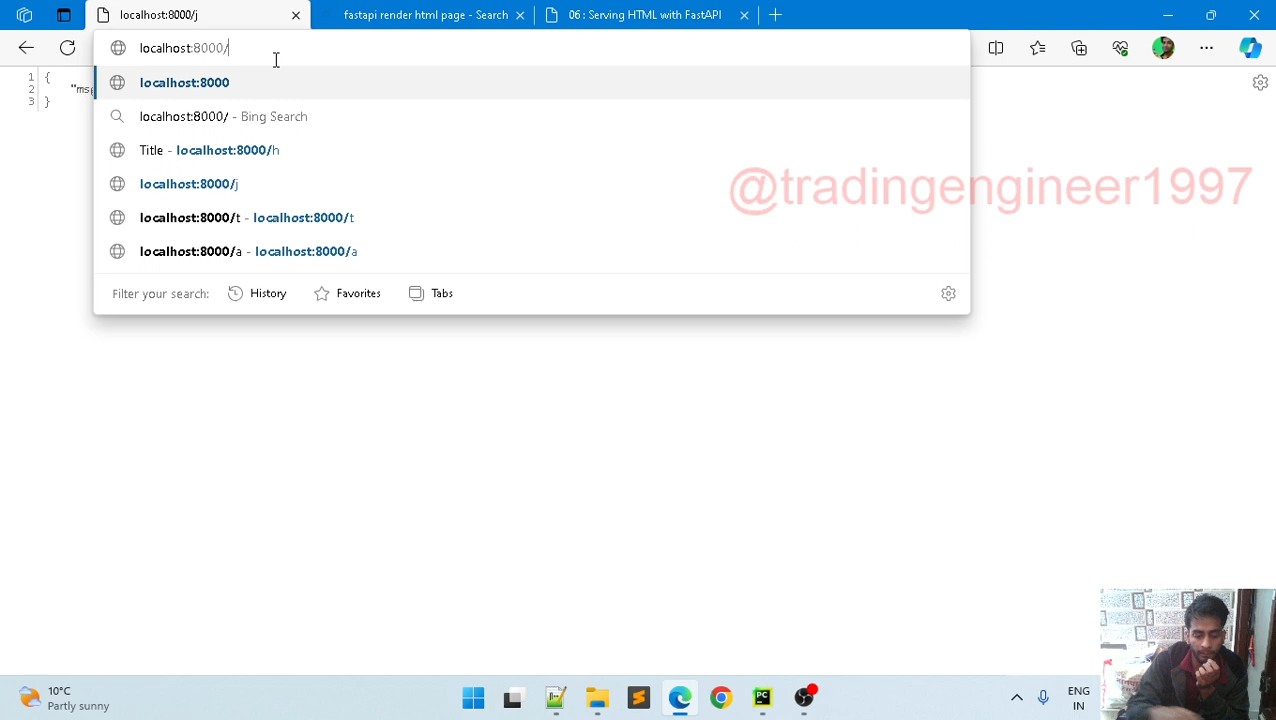 localhost:8000/j
fastapi render html page - Search
06 : Serving HTML with FastAPI
localhost:8000/
1 {
2 "ms
3 }
localhost:8000
localhost:8000/ - Bing Search
Title - localhost:8000/h
localhost:8000/j
localhost:8000/t - localhost:8000/t
localhost:8000/a - localhost:8000/a
Filter your search: History Favorites Tabs
@tradingengineer1997
10°C
Partly sunny
PC
ENG
IN